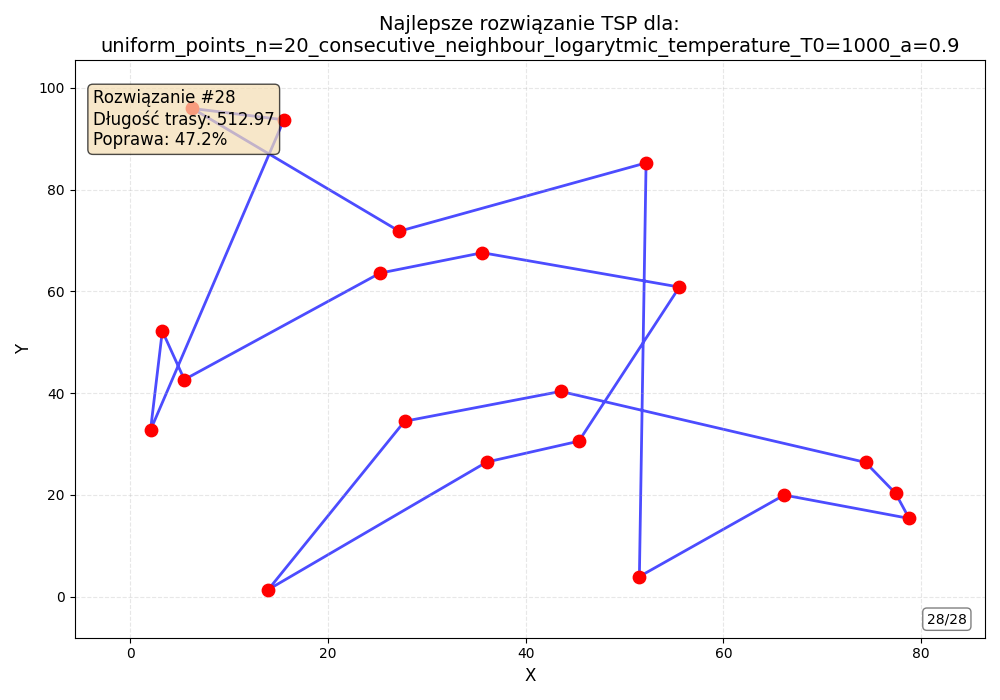 Najlepsze rozwiązanie TSP dla:
uniform_points_n=20_consecutive_neighbour_logarytmic_temperature_T0=1000_a=0.9
Rozwiązanie #28
Długość trasy: 512.97
Poprawa: 47.2%
100
80
60
40
20
0
Y
0 20 40 60 80
X
28/28